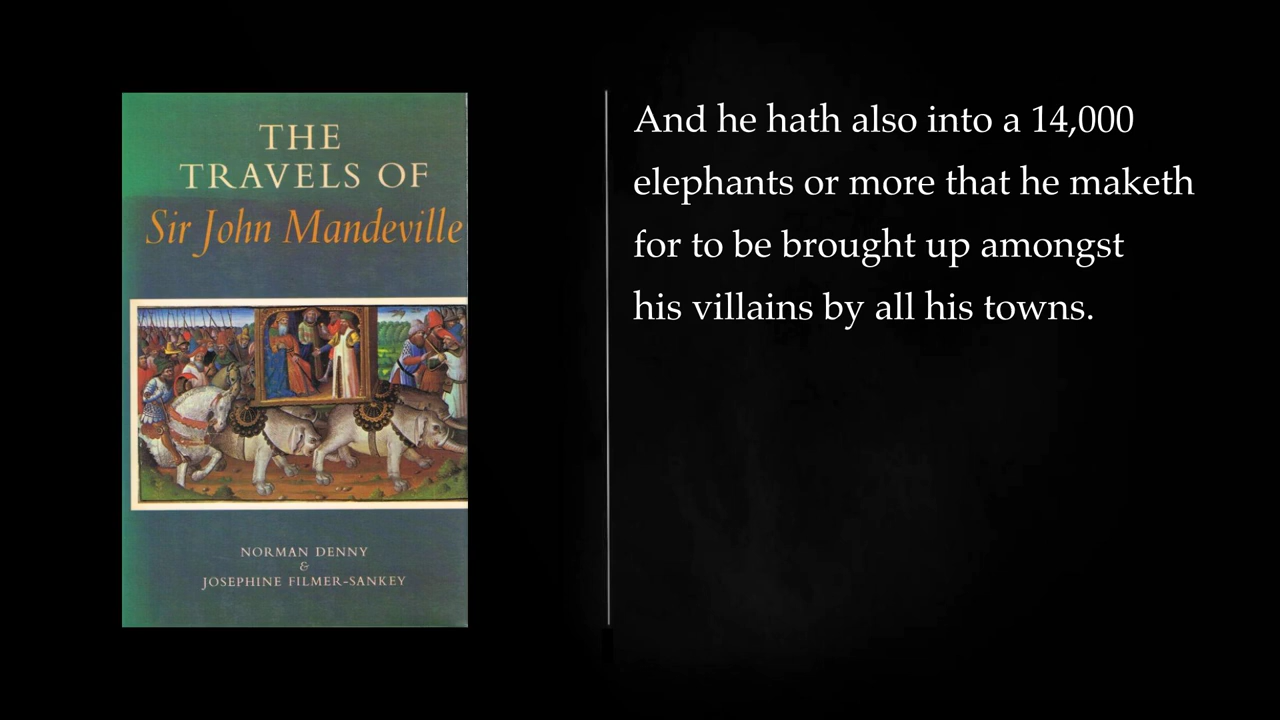 THE
TRAVELS OF
Sir John Mandeville
NORMAN DENNY
&
JOSEPHINE FILMER-SANKEY
And he hath also into a 14,000
elephants or more that he maketh
for to be brought up amongst
his villains by all his towns.